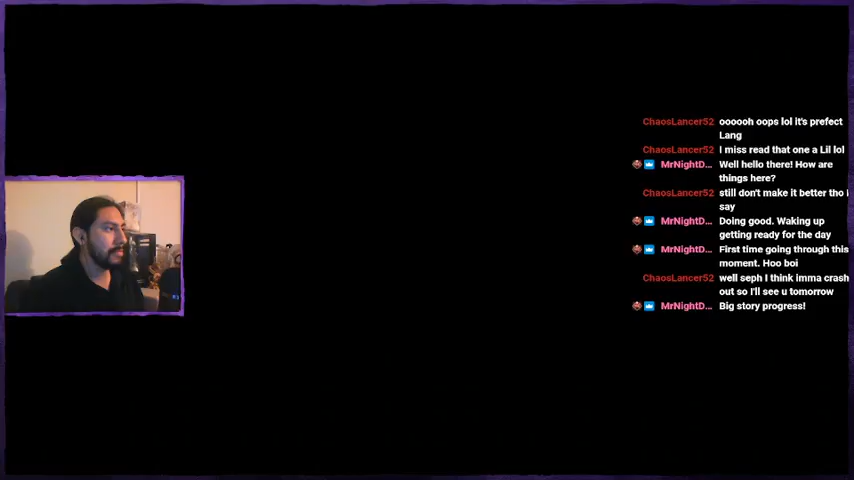 ChaosLancer52 oooooh oops lol it's prefect
Lang
ChaosLancer52 I miss read that one a Lil lol
MrNightD... Well hello there! How are
things here?
ChaosLancer52 still don't make it better tho I
say
MrNightD... Doing good. Waking up
getting ready for the day
MrNightD... First time going through this
moment. Hoo boi
ChaosLancer52 well seph I think imma crash
out so I'll see u tomorrow
MrNightD... Big story progress!